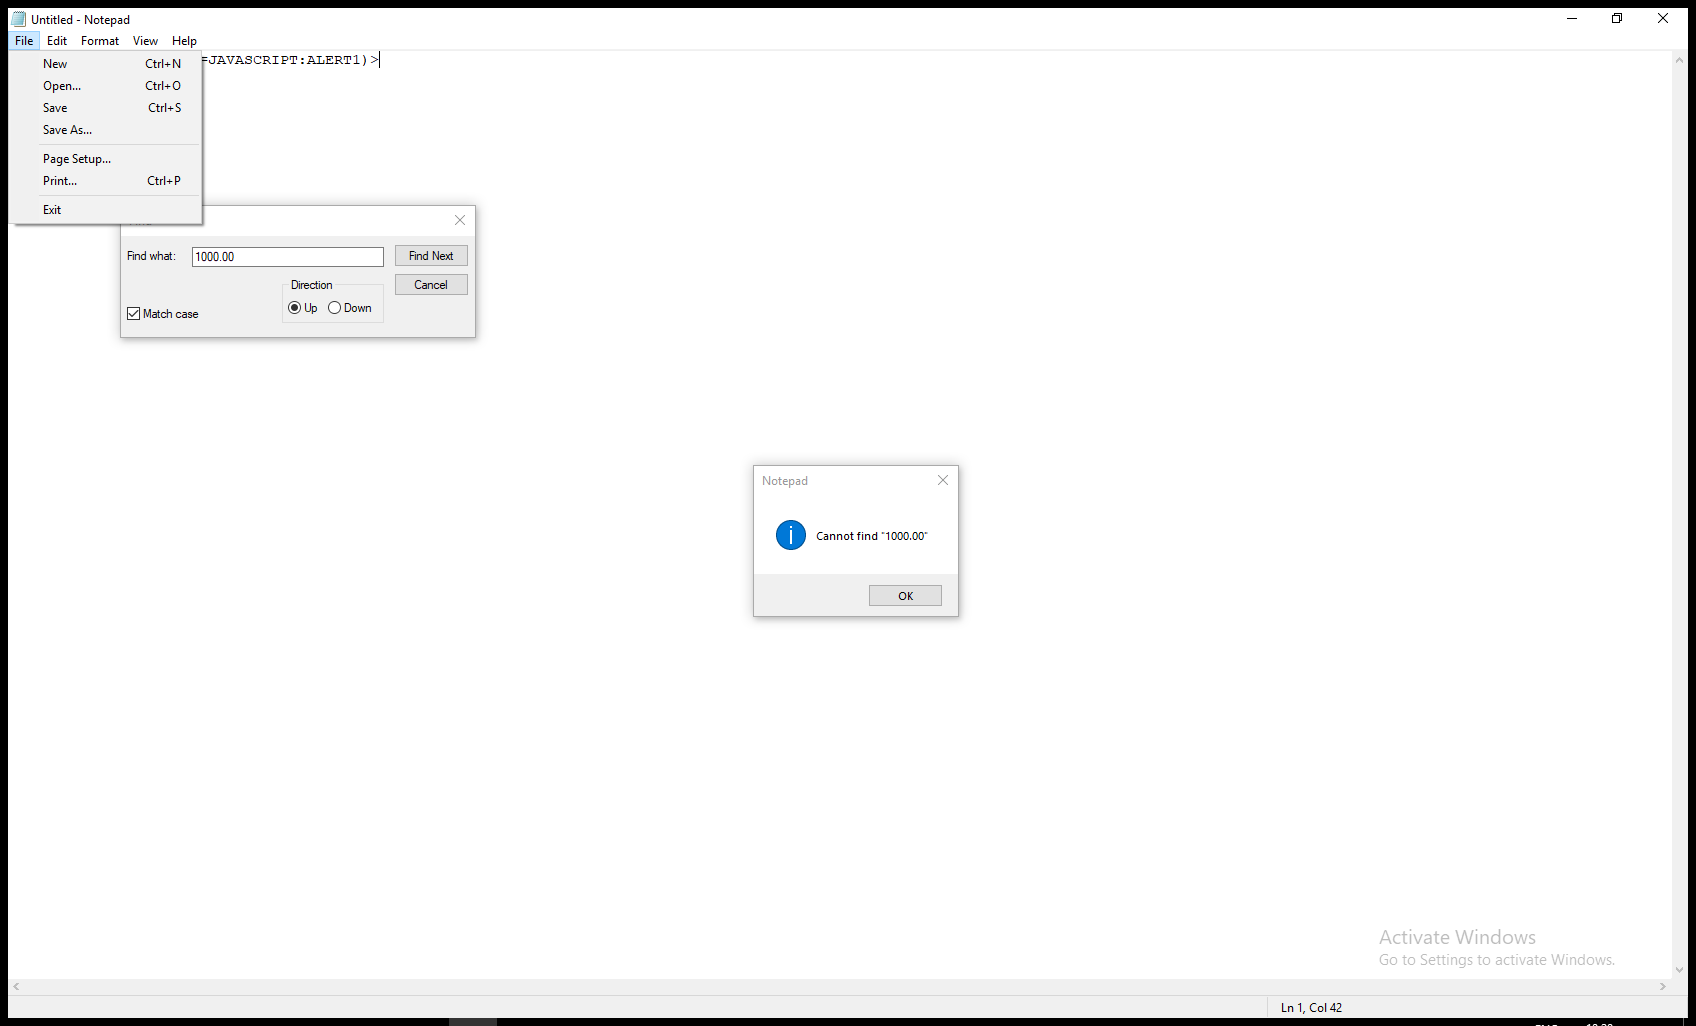 Untitled - Notepad
File Edit Format View Help
=JAVASCRIPT:ALERT1)>
New Ctrl+N
Open... Ctrl+O
Save Ctrl+S
Save As...
Page Setup...
Print... Ctrl+P
Exit
Find what: 1000.00 Find Next
Direction Cancel
Up Down
Match case
Notepad
Cannot find "1000.00"
OK
Activate Windows
Go to Settings to activate Windows.
Ln 1, Col 42